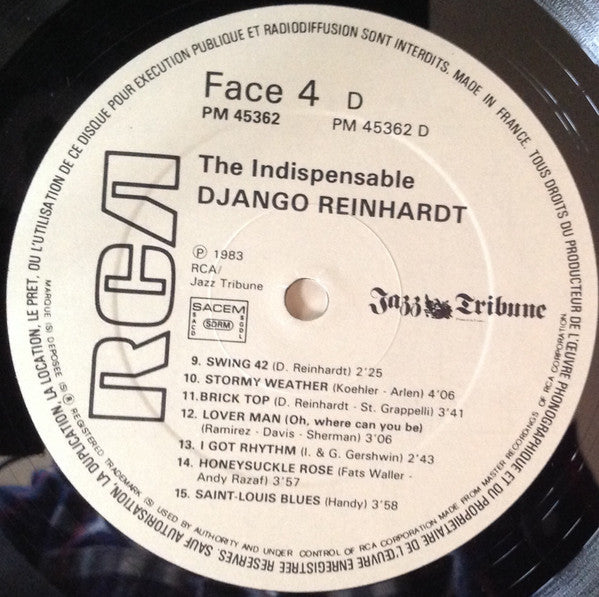 TOUS DROITS DU PRODUCTEUR DE L'ŒUVRE PHONOGRAPHIQUE ET DU PROPRIETAIRE DE L'ŒUVRE ENREGISTREE RESERVES. SAUF AUTORISATION, LA DUPLICATION, LA LOCATION, LE PRET, OU L'UTILISATION DE CE DISQUE POUR EXECUTION PUBLIQUE ET RADIODIFFUSION SONT INTERDITS. MADE IN FRANCE.
Face 4 D
PM 45362 PM 45362 D
The Indispensable
DJANGO REINHARDT
RCA
Ⓟ 1983
RCA/
Jazz Tribune
SACEM
SACD SDRM SGDL
Jazz Tribune
9. SWING 42 (D. Reinhardt) 2'25
10. STORMY WEATHER (Koehler - Arlen) 4'06
11.BRICK TOP (D. Reinhardt - St. Grappelli) 3'41
12. LOVER MAN (Oh, where can you be)
(Ramirez - Davis - Sherman) 3'06
13. I GOT RHYTHM (I. & G. Gershwin) 2'43
14. HONEYSUCKLE ROSE (Fats Waller -
Andy Razaf) 3'57
15. SAINT-LOUIS BLUES (Handy) 3'58
MARQUE (S) DEPOSEE (S) ® REGISTERED TRADEMARK (S) USED BY AUTHORITY AND UNDER CONTROL OF RCA CORPORATION MADE FROM MASTER RECORDINGS OF RCA CORPORATION